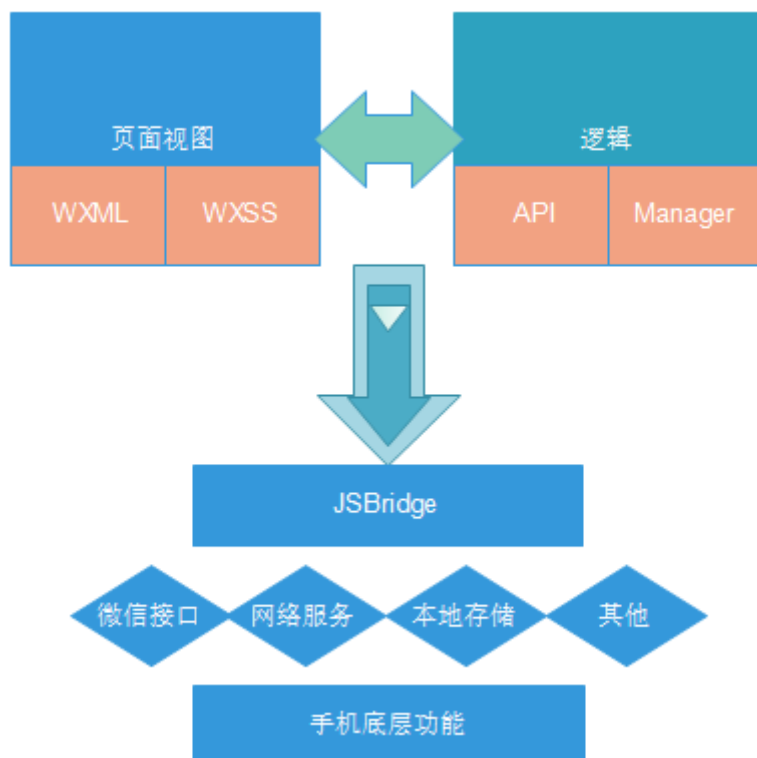 页面视图
逻辑
WXML
WXSS
API
Manager
JSBridge
微信接口
网络服务
本地存储
其他
手机底层功能